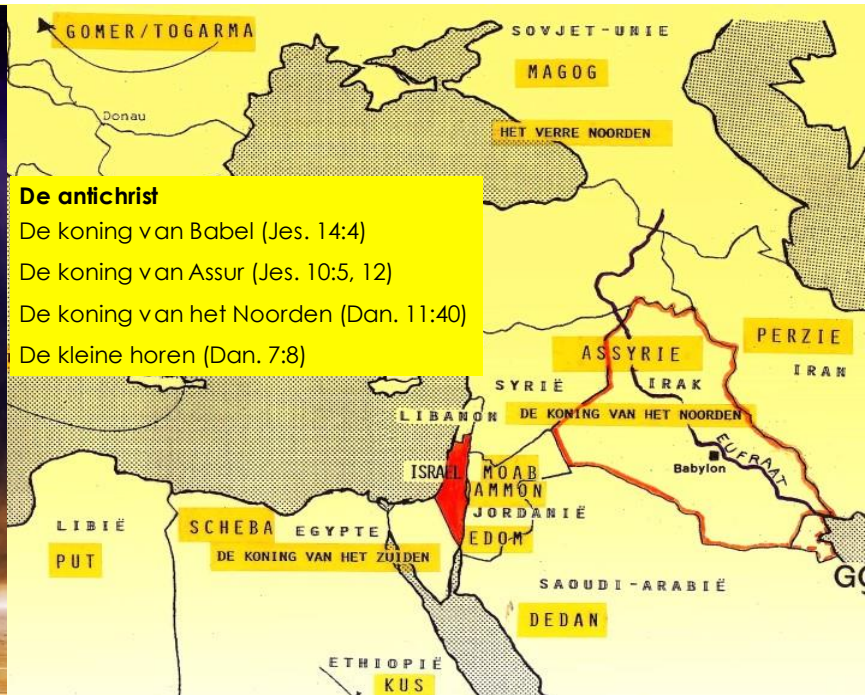 GOMER/TOGARMA
SOVJET-UNIE
MAGOG
Donau
HET VERRE NOORDEN
De antichrist
De koning van Babel (Jes. 14:4)
De koning van Assur (Jes. 10:5, 12)
De koning van het Noorden (Dan. 11:40)
De kleine horen (Dan. 7:8)
PERZIE
ASSYRIE
IRAN
SYRIË
IRAK
LIBANON
DE KONING VAN HET NOORDEN
EUFRAAT
Babylon
ISRAEL
MOAB
AMMON
JORDANIË
EDOM
LIBIË
SCHEBA
EGYPTE
PUT
DE KONING VAN HET ZUIDEN
SAOUDI-ARABIË
DEDAN
ETHIOPIË
KUS